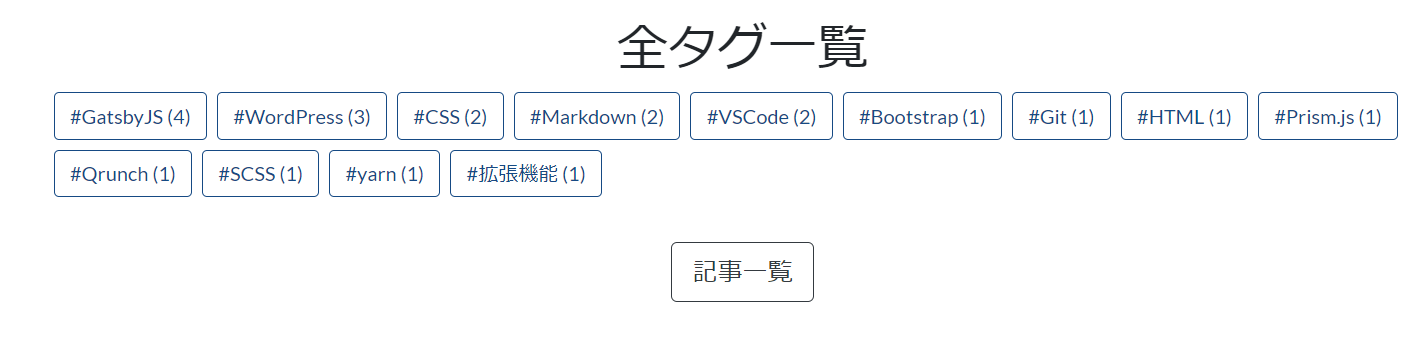 全タグ一覧
#GatsbyJS (4) #WordPress (3) #CSS (2) #Markdown (2) #VSCode (2) #Bootstrap (1) #Git (1) #HTML (1) #Prism.js (1)
#Qrunch (1) #SCSS (1) #yarn (1) #拡張機能 (1)
記事一覧